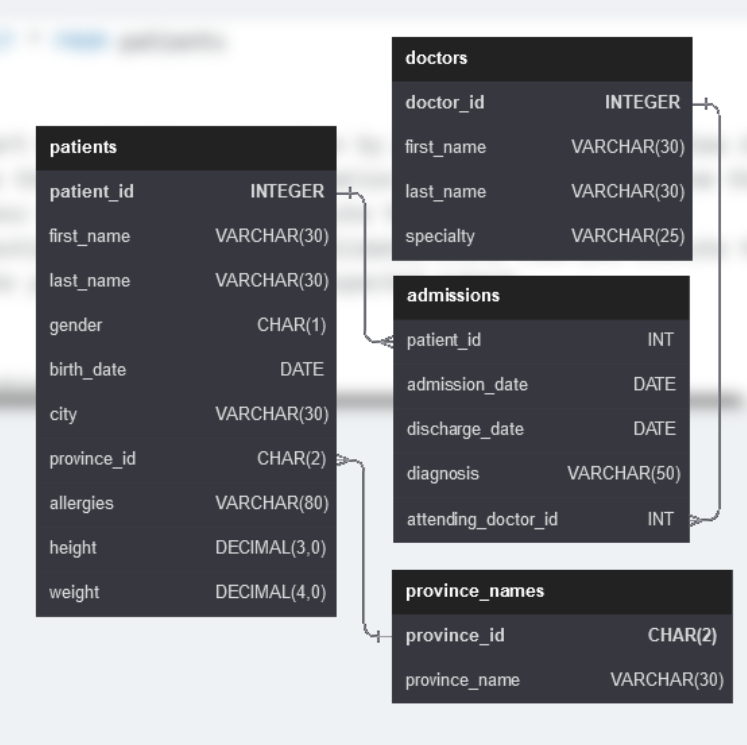 * FROM patients;
patients
patient_id INTEGER
first_name VARCHAR(30)
last_name VARCHAR(30)
gender CHAR(1)
birth_date DATE
city VARCHAR(30)
province_id CHAR(2)
allergies VARCHAR(80)
height DECIMAL(3,0)
weight DECIMAL(4,0)
doctors
doctor_id INTEGER
first_name VARCHAR(30)
last_name VARCHAR(30)
specialty VARCHAR(25)
admissions
patient_id INT
admission_date DATE
discharge_date DATE
diagnosis VARCHAR(50)
attending_doctor_id INT
province_names
province_id CHAR(2)
province_name VARCHAR(30)